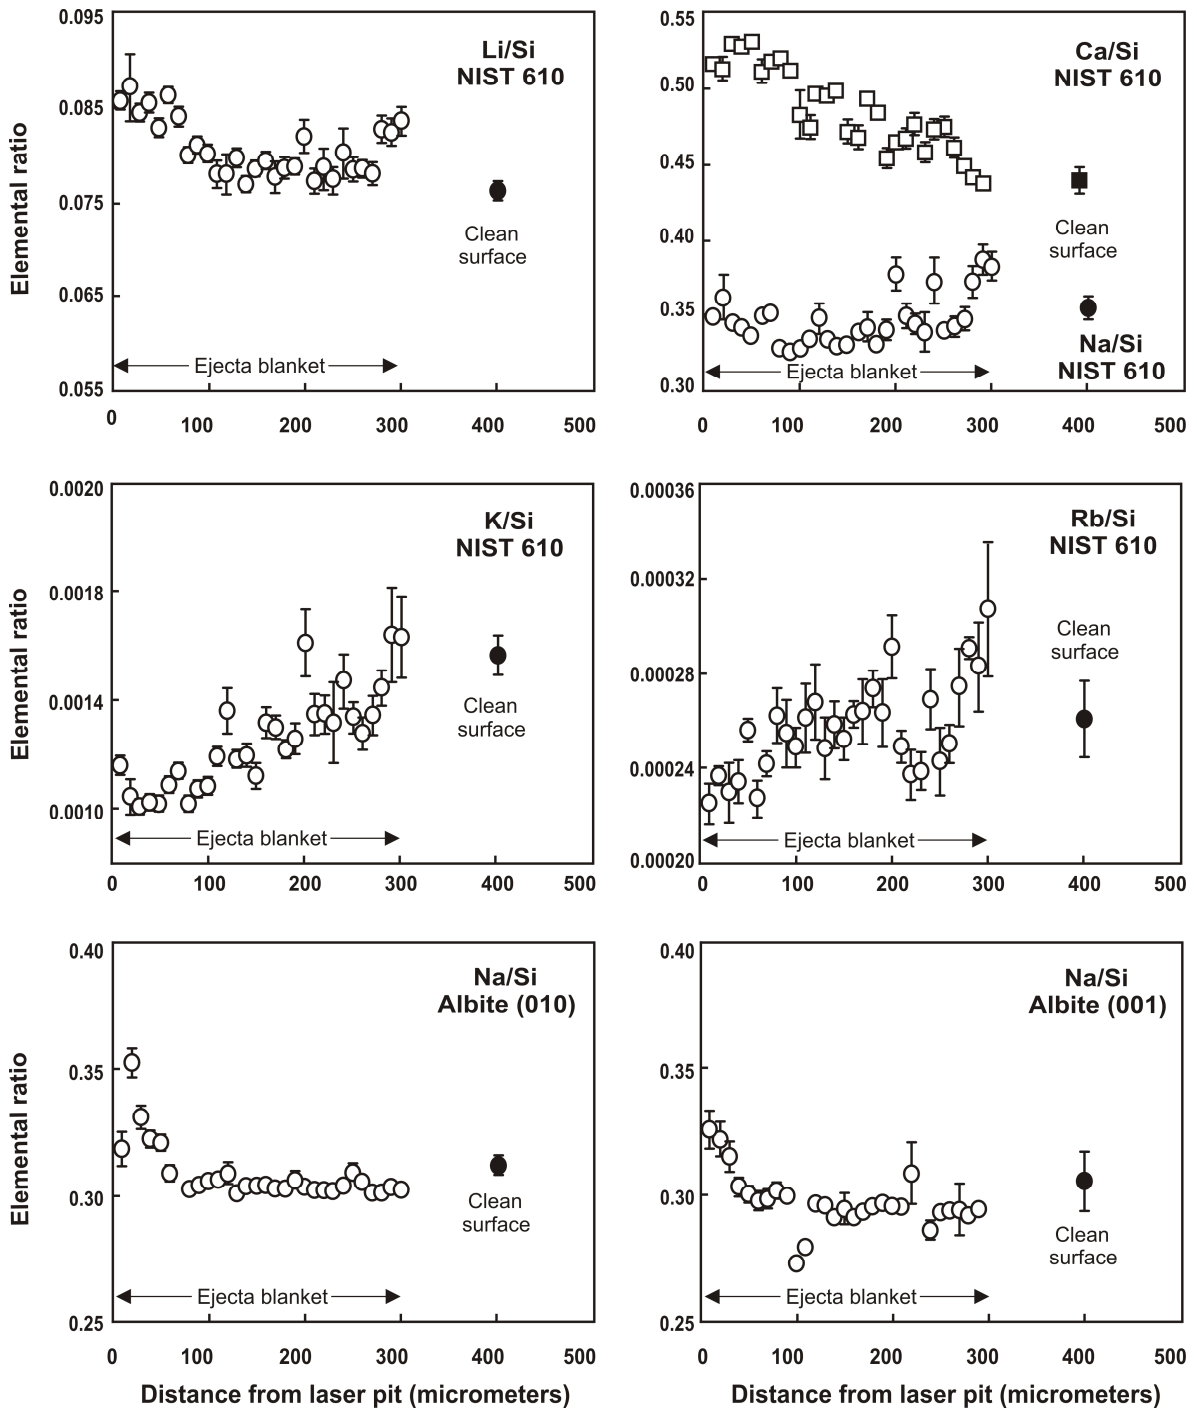 Elemental ratio
0.095
0.085
0.075
0.065
0.055
Li/Si
NIST 610
Clean
surface
Ejecta blanket
0
100
200
300
400
500
0.55
0.50
0.45
0.40
0.35
0.30
Ca/Si
NIST 610
Clean
surface
Na/Si
NIST 610
Ejecta blanket
0
100
200
300
400
500
Elemental ratio
0.0020
0.0018
0.0014
0.0010
K/Si
NIST 610
Clean
surface
Ejecta blanket
0
100
200
300
400
500
0.00036
0.00032
0.00028
0.00024
0.00020
Rb/Si
NIST 610
Clean
surface
Ejecta blanket
0
100
200
300
400
500
Elemental ratio
0.40
0.35
0.30
0.25
Na/Si
Albite (010)
Clean
surface
Ejecta blanket
0
100
200
300
400
500
Distance from laser pit (micrometers)
0.40
0.35
0.30
0.25
Na/Si
Albite (001)
Clean
surface
Ejecta blanket
0
100
200
300
400
500
Distance from laser pit (micrometers)